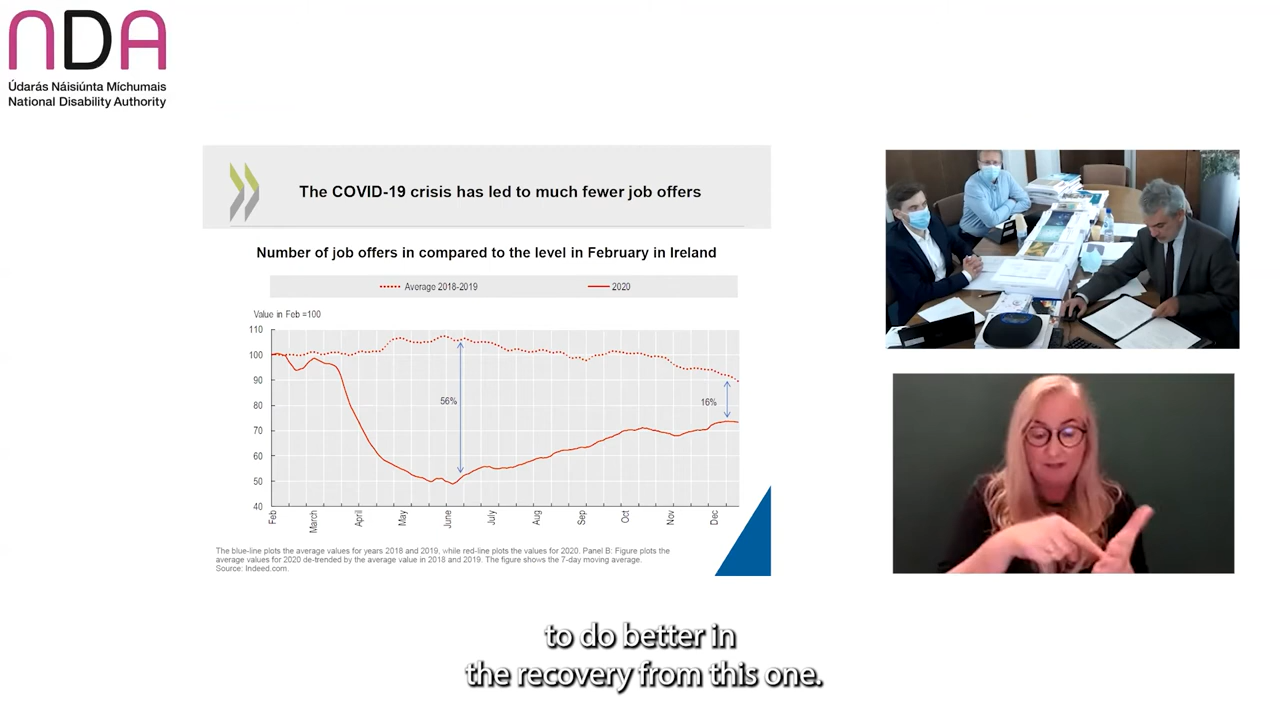 NDA
Údarás Náisiúnta Míchumais
National Disability Authority
The COVID-19 crisis has led to much fewer job offers
Number of job offers in compared to the level in February in Ireland
Average 2018-2019
2020
Value in Feb =100
110
100
90
80
70
60
50
40
56%
16%
Feb
March
April
May
June
July
Aug
Sep
Oct
Nov
Dec
The blue-line plots the average values for years 2018 and 2019, while red-line plots the values for 2020. Panel B: Figure plots the
average values for 2020 de-trended by the average value in 2018 and 2019. The figure shows the 7-day moving average.
Source: Indeed.com.
to do better in
the recovery from this one.